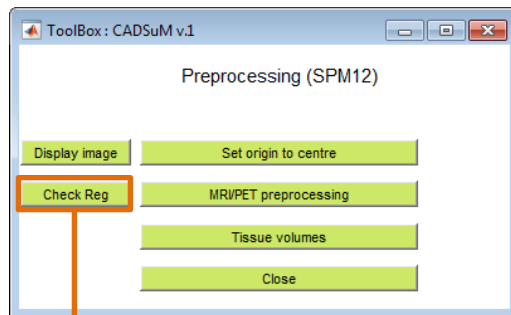 ToolBox : CADSuM v.1
Preprocessing (SPM12)
Display image
Set origin to centre
Check Reg
MRI/PET preprocessing
Tissue volumes
Close